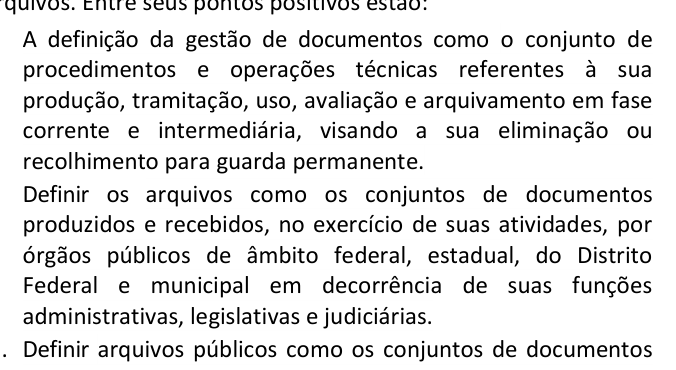 rquivos. Entre seus pontos positivos estão:
A definição da gestão de documentos como o conjunto de
procedimentos e operações técnicas referentes à sua
produção, tramitação, uso, avaliação e arquivamento em fase
corrente e intermediária, visando a sua eliminação ou
recolhimento para guarda permanente.
Definir os arquivos como os conjuntos de documentos
produzidos e recebidos, no exercício de suas atividades, por
órgãos públicos de âmbito federal, estadual, do Distrito
Federal e municipal em decorrência de suas funções
administrativas, legislativas e judiciárias.
. Definir arquivos públicos como os conjuntos de documentos